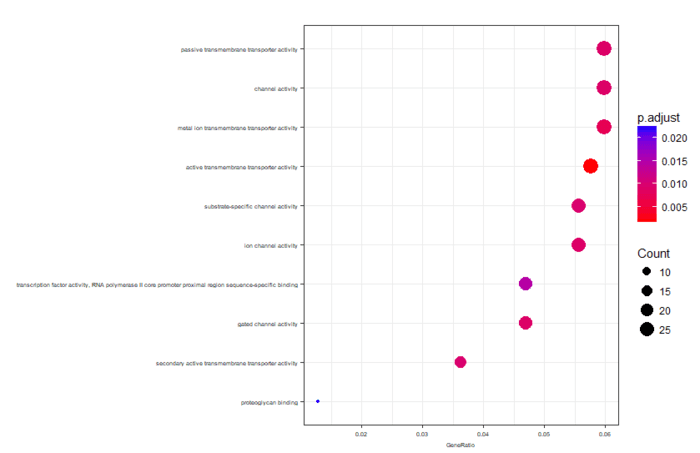 passive transmembrane transporter activity
channel activity
metal ion transmembrane transporter activity
active transmembrane transporter activity
substrate-specific channel activity
ion channel activity
transcription factor activity, RNA polymerase II core promoter proximal region sequence-specific binding
gated channel activity
secondary active transmembrane transporter activity
proteoglycan binding
0.02 0.03 0.04 0.05 0.06
GeneRatio
p.adjust
0.020
0.015
0.010
0.005
Count
10
15
20
25